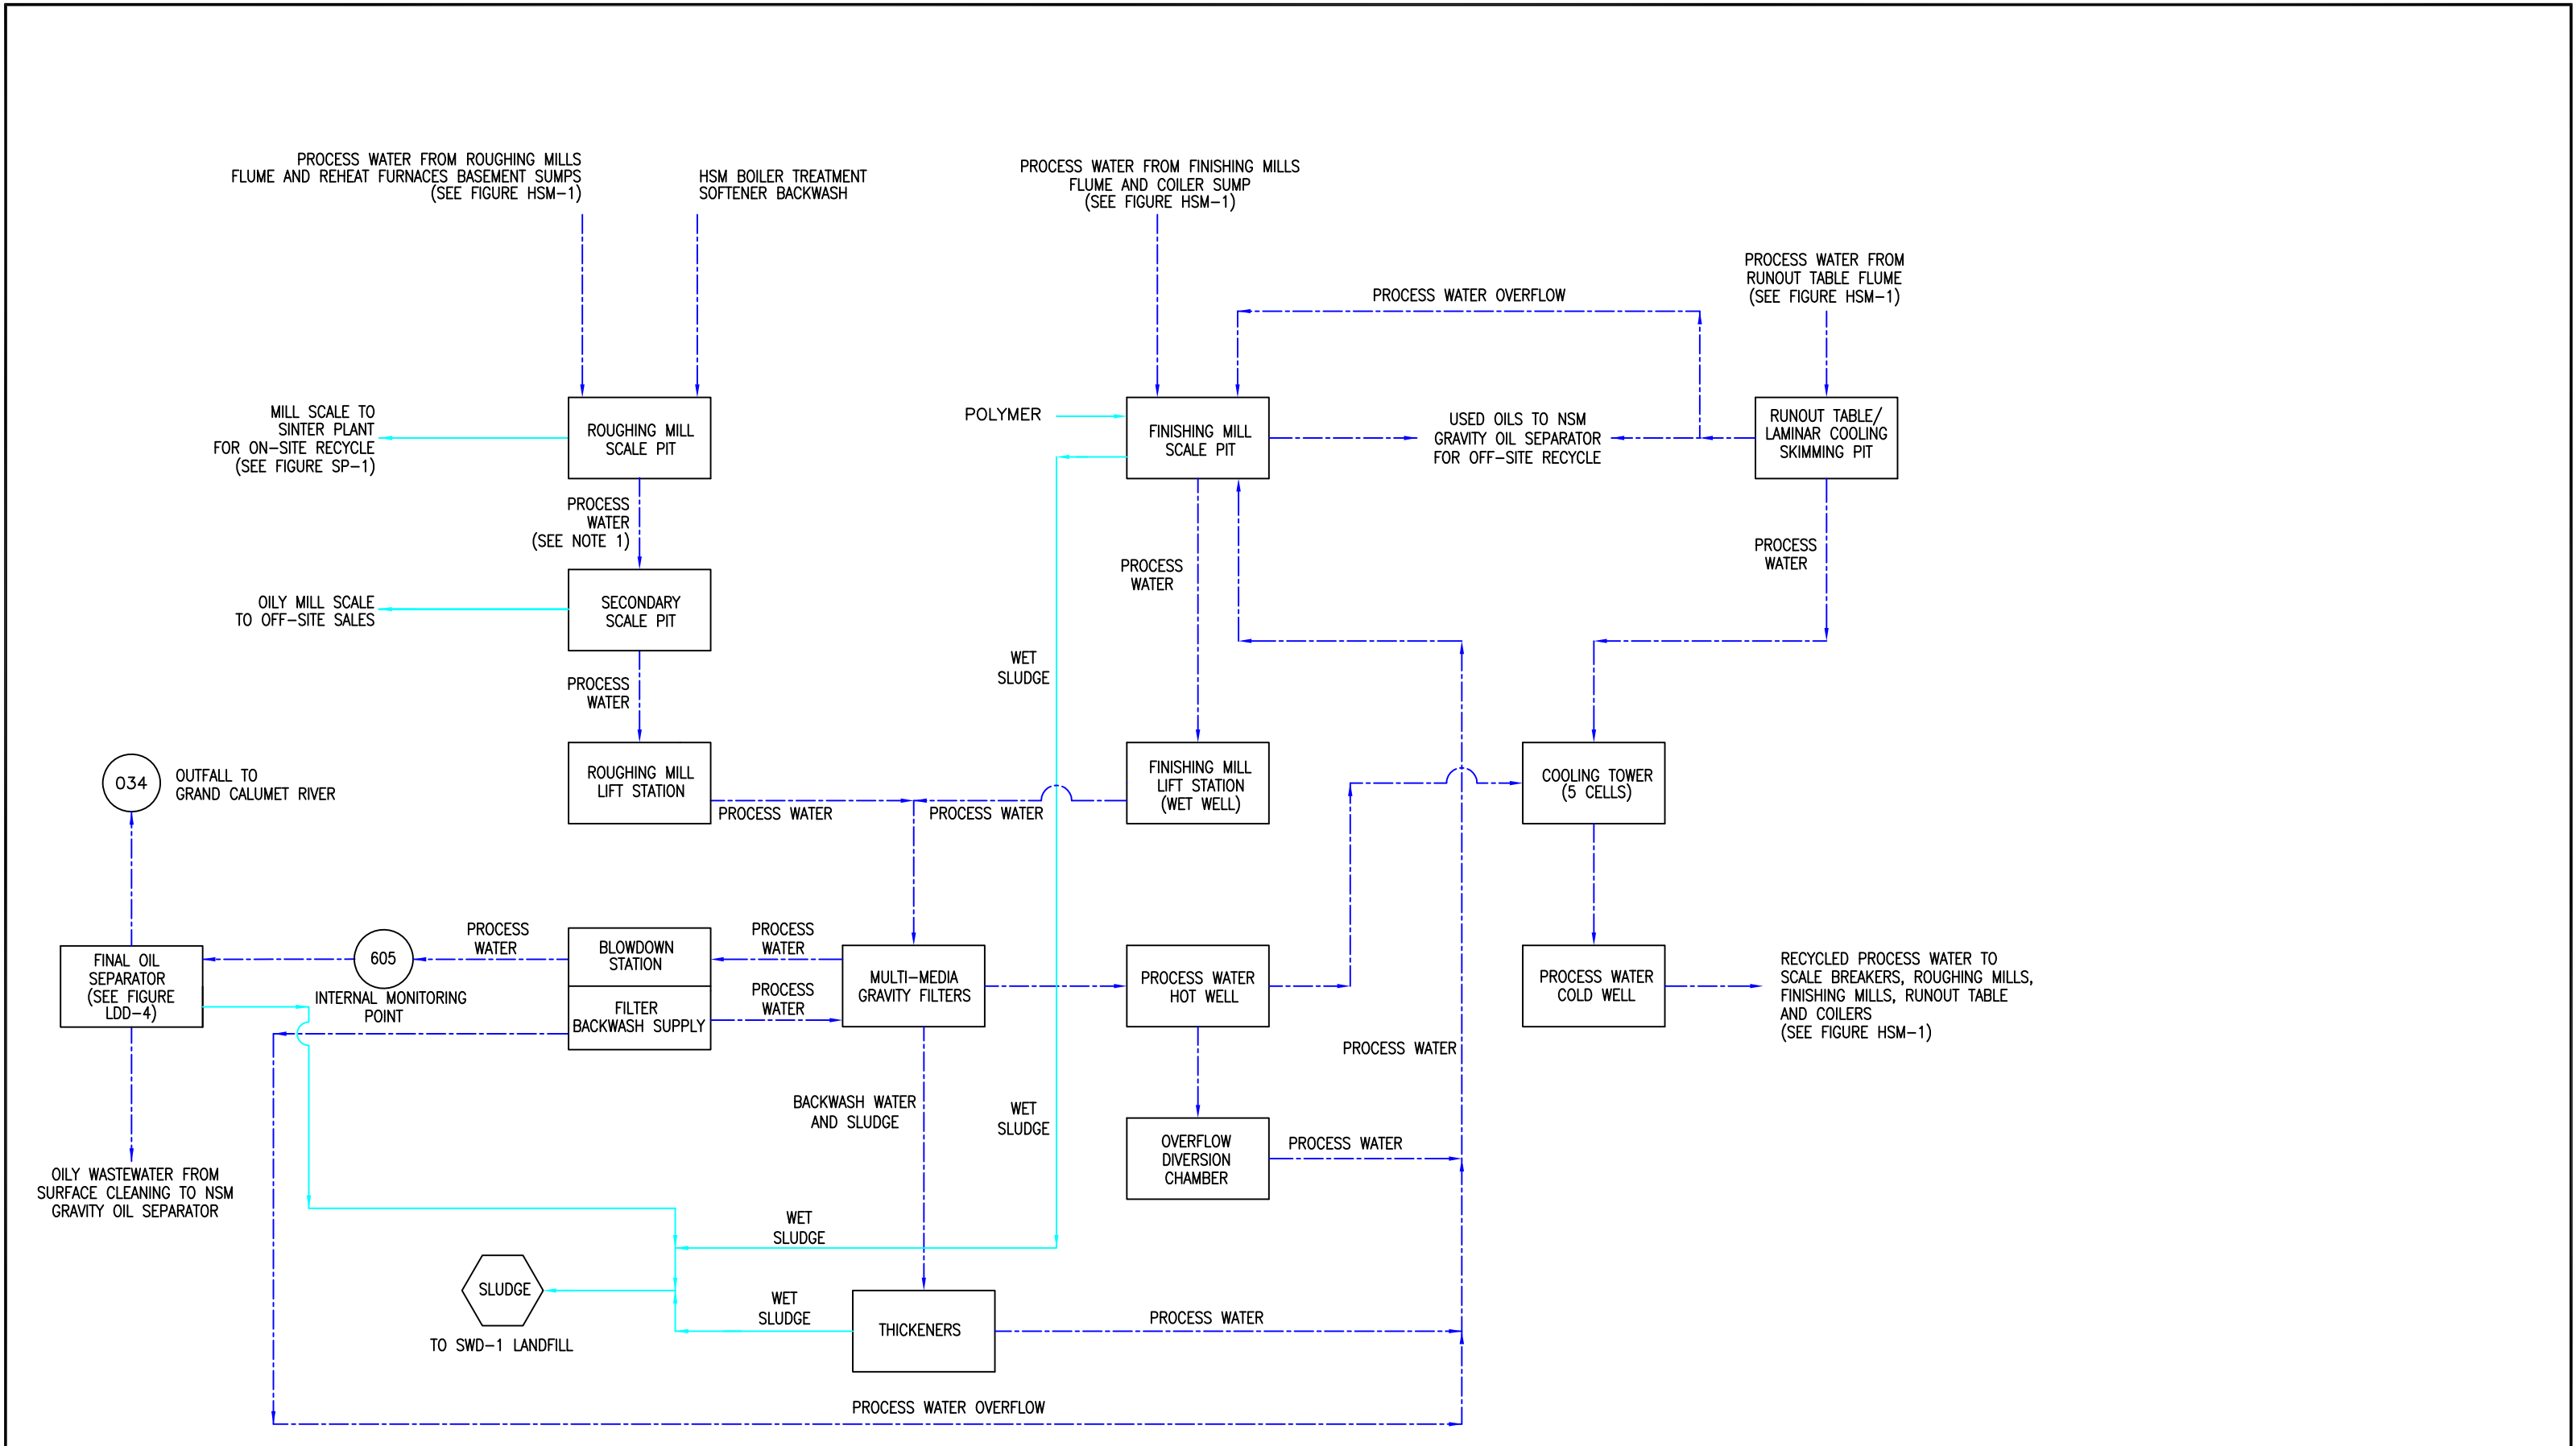 PROCESS WATER FROM ROUGHING MILLS
FLUME AND REHEAT FURNACES BASEMENT SUMPS
(SEE FIGURE HSM-1)
HSM BOILER TREATMENT
SOFTENER BACKWASH
PROCESS WATER FROM FINISHING MILLS
FLUME AND COILER SUMP
(SEE FIGURE HSM-1)
PROCESS WATER FROM
RUNOUT TABLE FLUME
(SEE FIGURE HSM-1)
PROCESS WATER OVERFLOW
MILL SCALE TO
SINTER PLANT
FOR ON-SITE RECYCLE
(SEE FIGURE SP-1)
ROUGHING MILL
SCALE PIT
POLYMER
FINISHING MILL
SCALE PIT
USED OILS TO NSM
GRAVITY OIL SEPARATOR
FOR OFF-SITE RECYCLE
RUNOUT TABLE/
LAMINAR COOLING
SKIMMING PIT
PROCESS
WATER
(SEE NOTE 1)
PROCESS
WATER
PROCESS
WATER
OILY MILL SCALE
TO OFF-SITE SALES
SECONDARY
SCALE PIT
WET
SLUDGE
PROCESS
WATER
034
OUTFALL TO
GRAND CALUMET RIVER
ROUGHING MILL
LIFT STATION
PROCESS WATER
PROCESS WATER
FINISHING MILL
LIFT STATION
(WET WELL)
COOLING TOWER
(5 CELLS)
FINAL OIL
SEPARATOR
(SEE FIGURE
LDD-4)
605
INTERNAL MONITORING
POINT
PROCESS
WATER
BLOWDOWN
STATION
FILTER
BACKWASH SUPPLY
PROCESS
WATER
PROCESS
WATER
MULTI-MEDIA
GRAVITY FILTERS
PROCESS WATER
HOT WELL
PROCESS WATER
COLD WELL
RECYCLED PROCESS WATER TO
SCALE BREAKERS, ROUGHING MILLS,
FINISHING MILLS, RUNOUT TABLE
AND COILERS
(SEE FIGURE HSM-1)
PROCESS WATER
BACKWASH WATER
AND SLUDGE
WET
SLUDGE
OVERFLOW
DIVERSION
CHAMBER
PROCESS WATER
OILY WASTEWATER FROM
SURFACE CLEANING TO NSM
GRAVITY OIL SEPARATOR
WET
SLUDGE
SLUDGE
TO SWD-1 LANDFILL
WET
SLUDGE
THICKENERS
PROCESS WATER
PROCESS WATER OVERFLOW